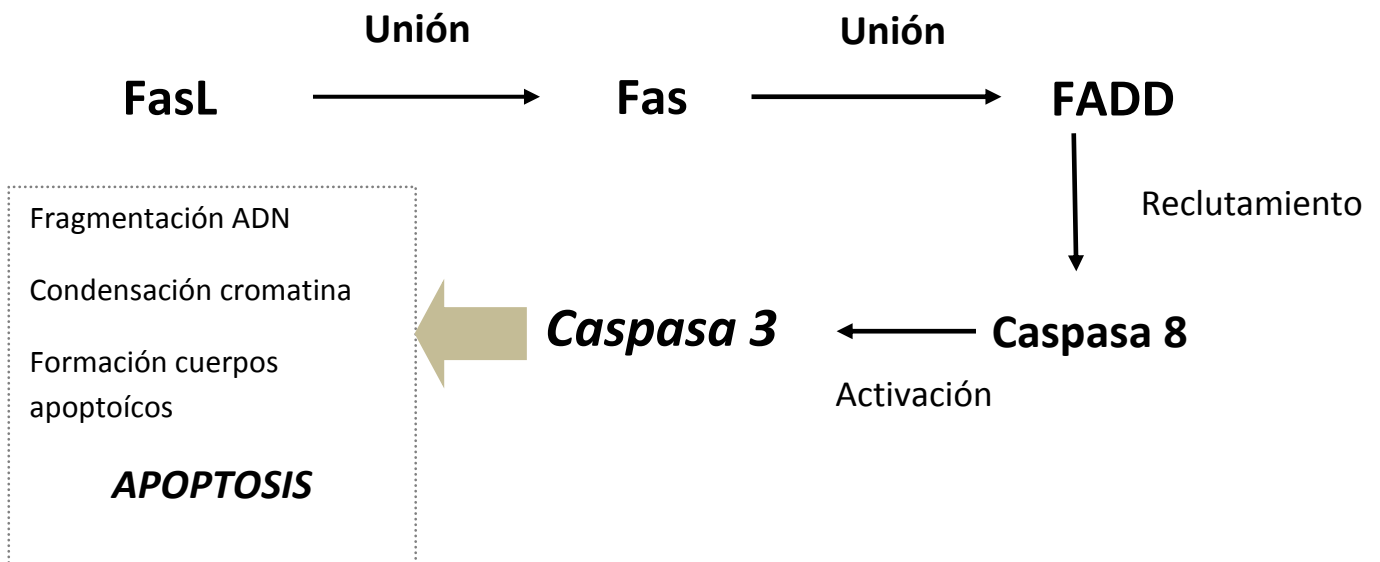 Unión Unión
FasL Fas FADD
Reclutamiento
Fragmentación ADN
Condensación cromatina
Caspasa 3 Caspasa 8
Formación cuerpos
apoptoícos
Activación
APOPTOSIS